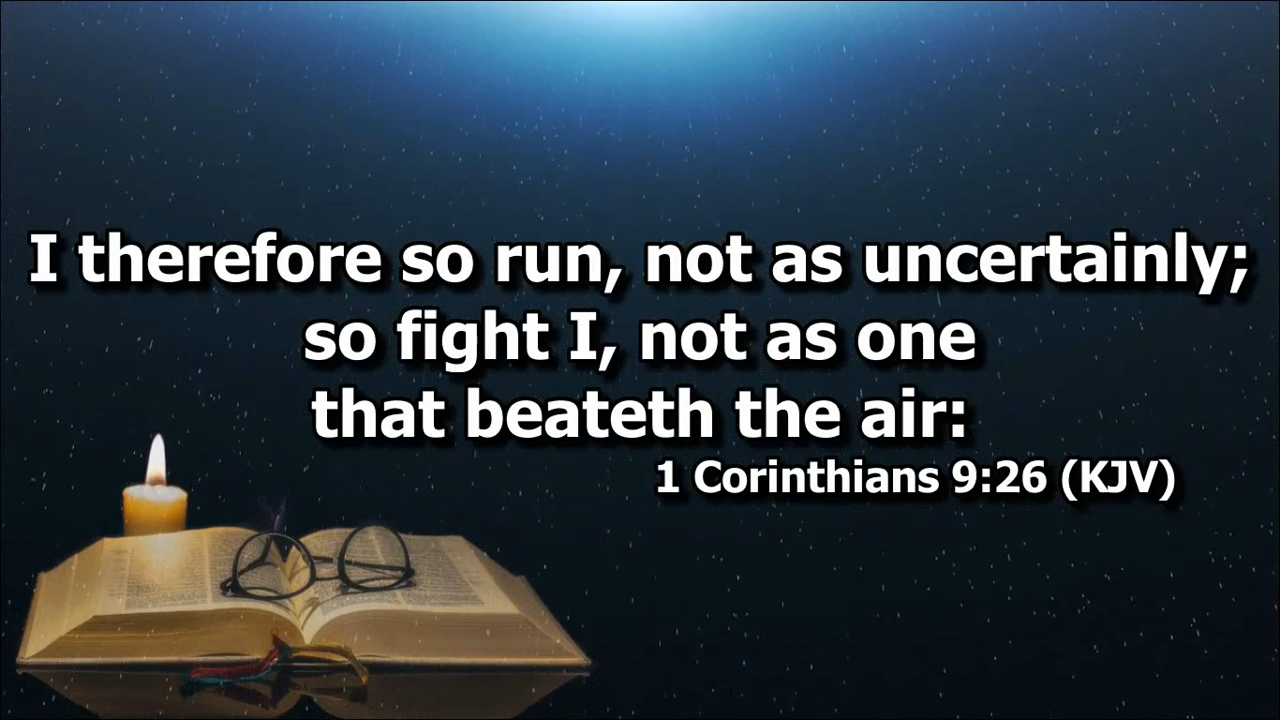 I therefore so run, not as uncertainly;
so fight I, not as one
that beateth the air:
1 Corinthians 9:26 (KJV)